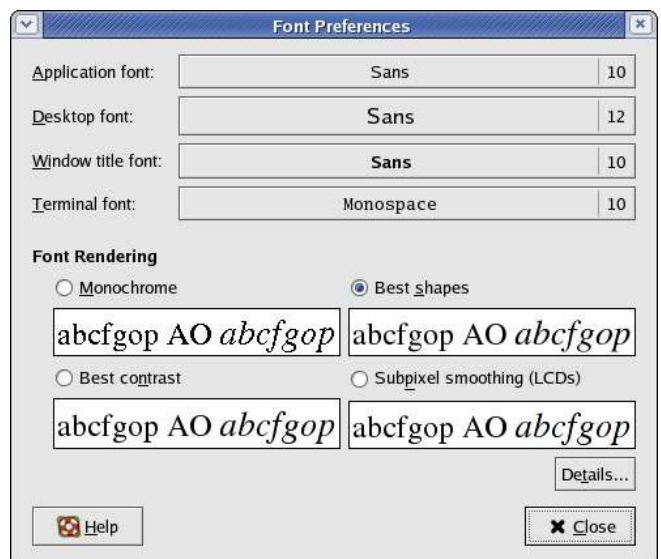 Font Preferences
Application font: Sans 10
Desktop font: Sans 12
Window title font: Sans 10
Terminal font: Monospace 10
Font Rendering
Monochrome Best shapes
abcfgop AO abcfgop abcfgop AO abcfgop
Best contrast Subpixel smoothing (LCDs)
abcfgop AO abcfgop abcfgop AO abcfgop
Details...
Help Close